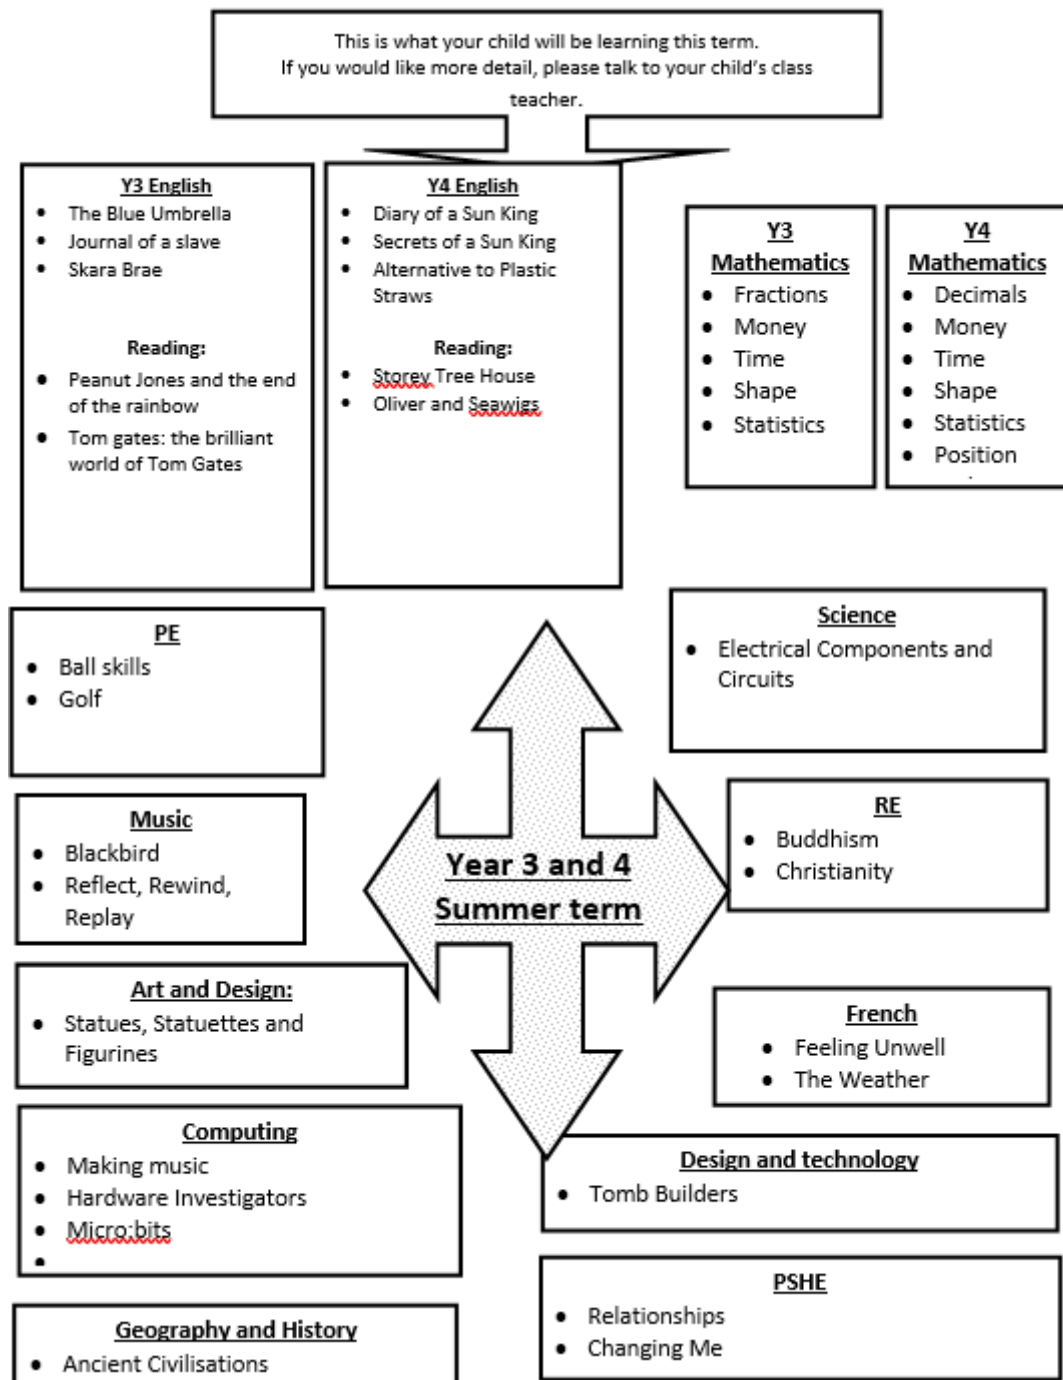 This is what your child will be learning this term.
If you would like more detail, please talk to your child's class
teacher.
Y3 English
• The Blue Umbrella
• Journal of a slave
• Skara Brae
Reading:
• Peanut Jones and the end
of the rainbow
• Tom gates: the brilliant
world of Tom Gates
Y4 English
• Diary of a Sun King
• Secrets of a Sun King
• Alternative to Plastic
Straws
Reading:
• Storey Tree House
• Oliver and Seawigs
Y3
Mathematics
• Fractions
• Money
• Time
• Shape
• Statistics
Y4
Mathematics
• Decimals
• Money
• Time
• Shape
• Statistics
• Position
PE
• Ball skills
• Golf
Science
• Electrical Components and
Circuits
Music
• Blackbird
• Reflect, Rewind,
Replay
Year 3 and 4
Summer term
RE
• Buddhism
• Christianity
Art and Design:
• Statues, Statuettes and
Figurines
French
• Feeling Unwell
• The Weather
Computing
• Making music
• Hardware Investigators
• Micro:bits
•
Design and technology
• Tomb Builders
Geography and History
• Ancient Civilisations
PSHE
• Relationships
• Changing Me